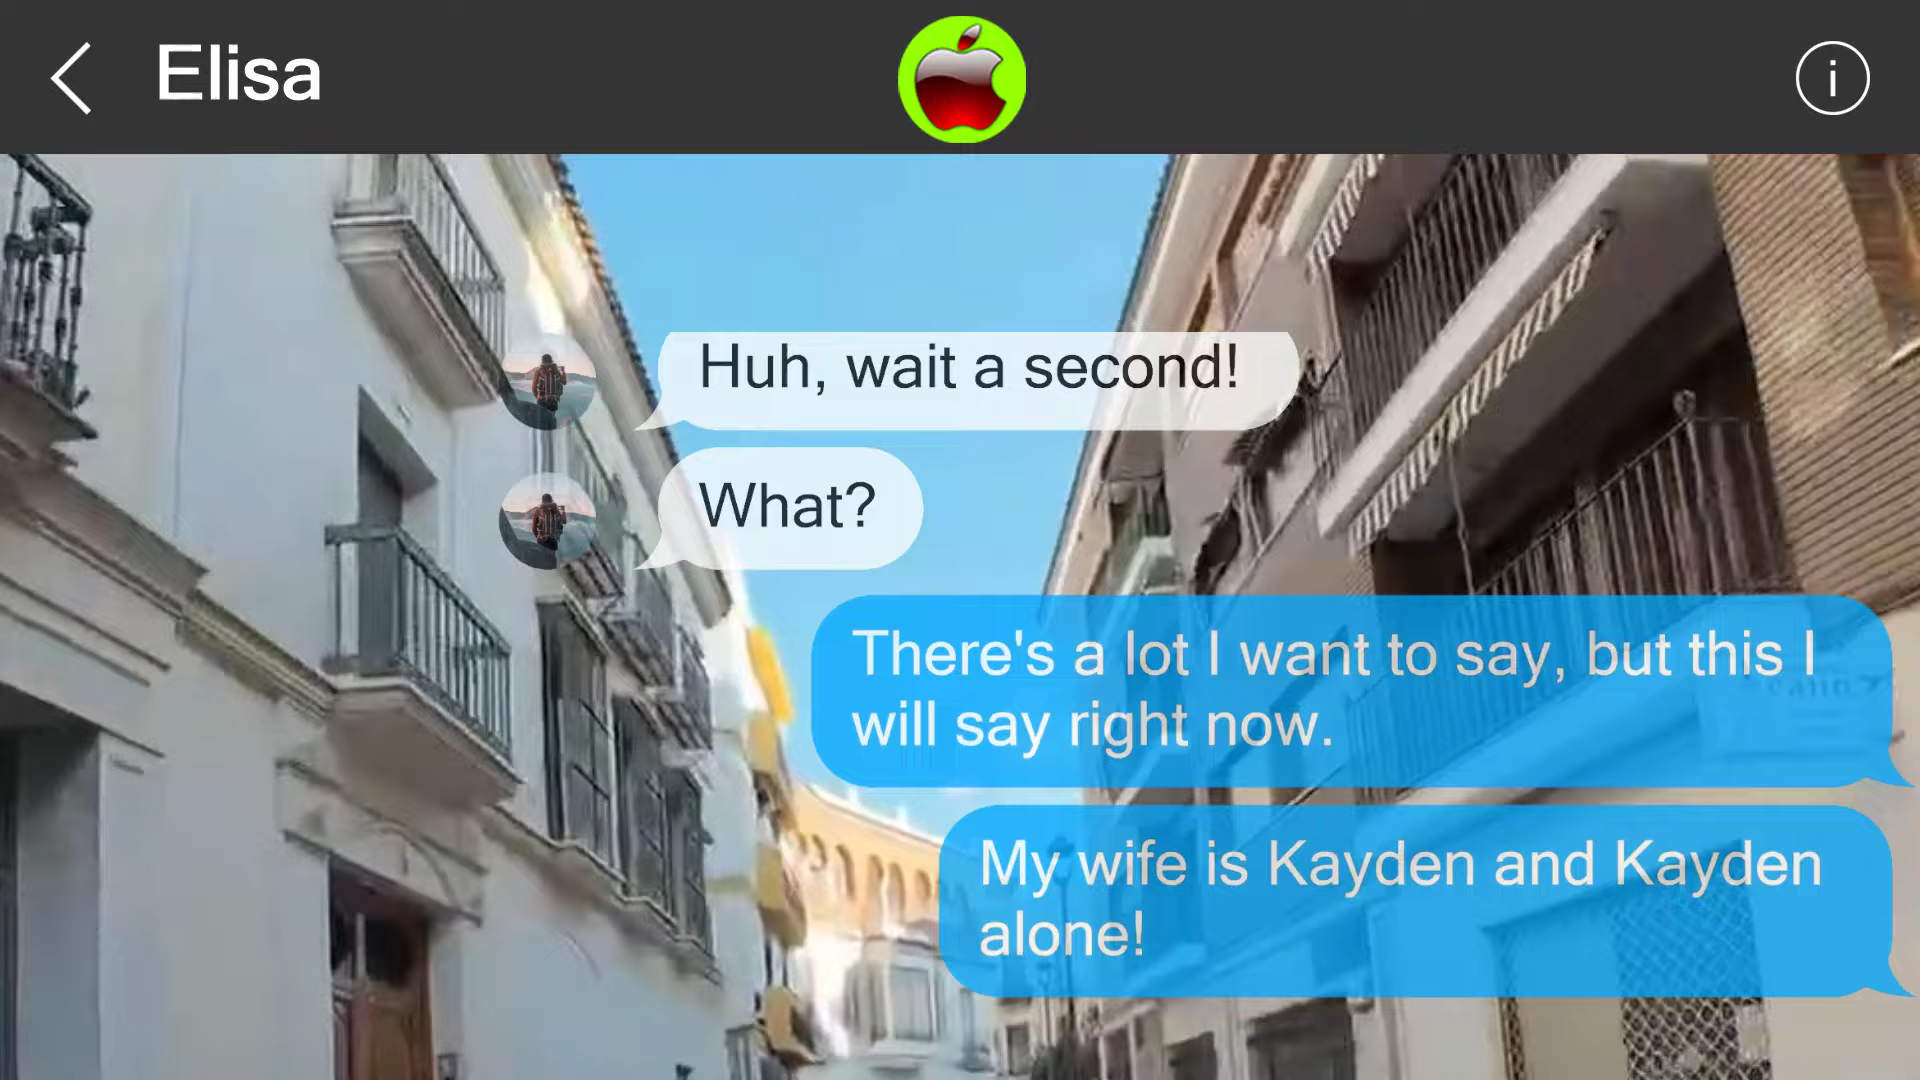 Elisa
Huh, wait a second!
What?
There's a lot I want to say, but this I
will say right now.
My wife is Kayden and Kayden
alone!